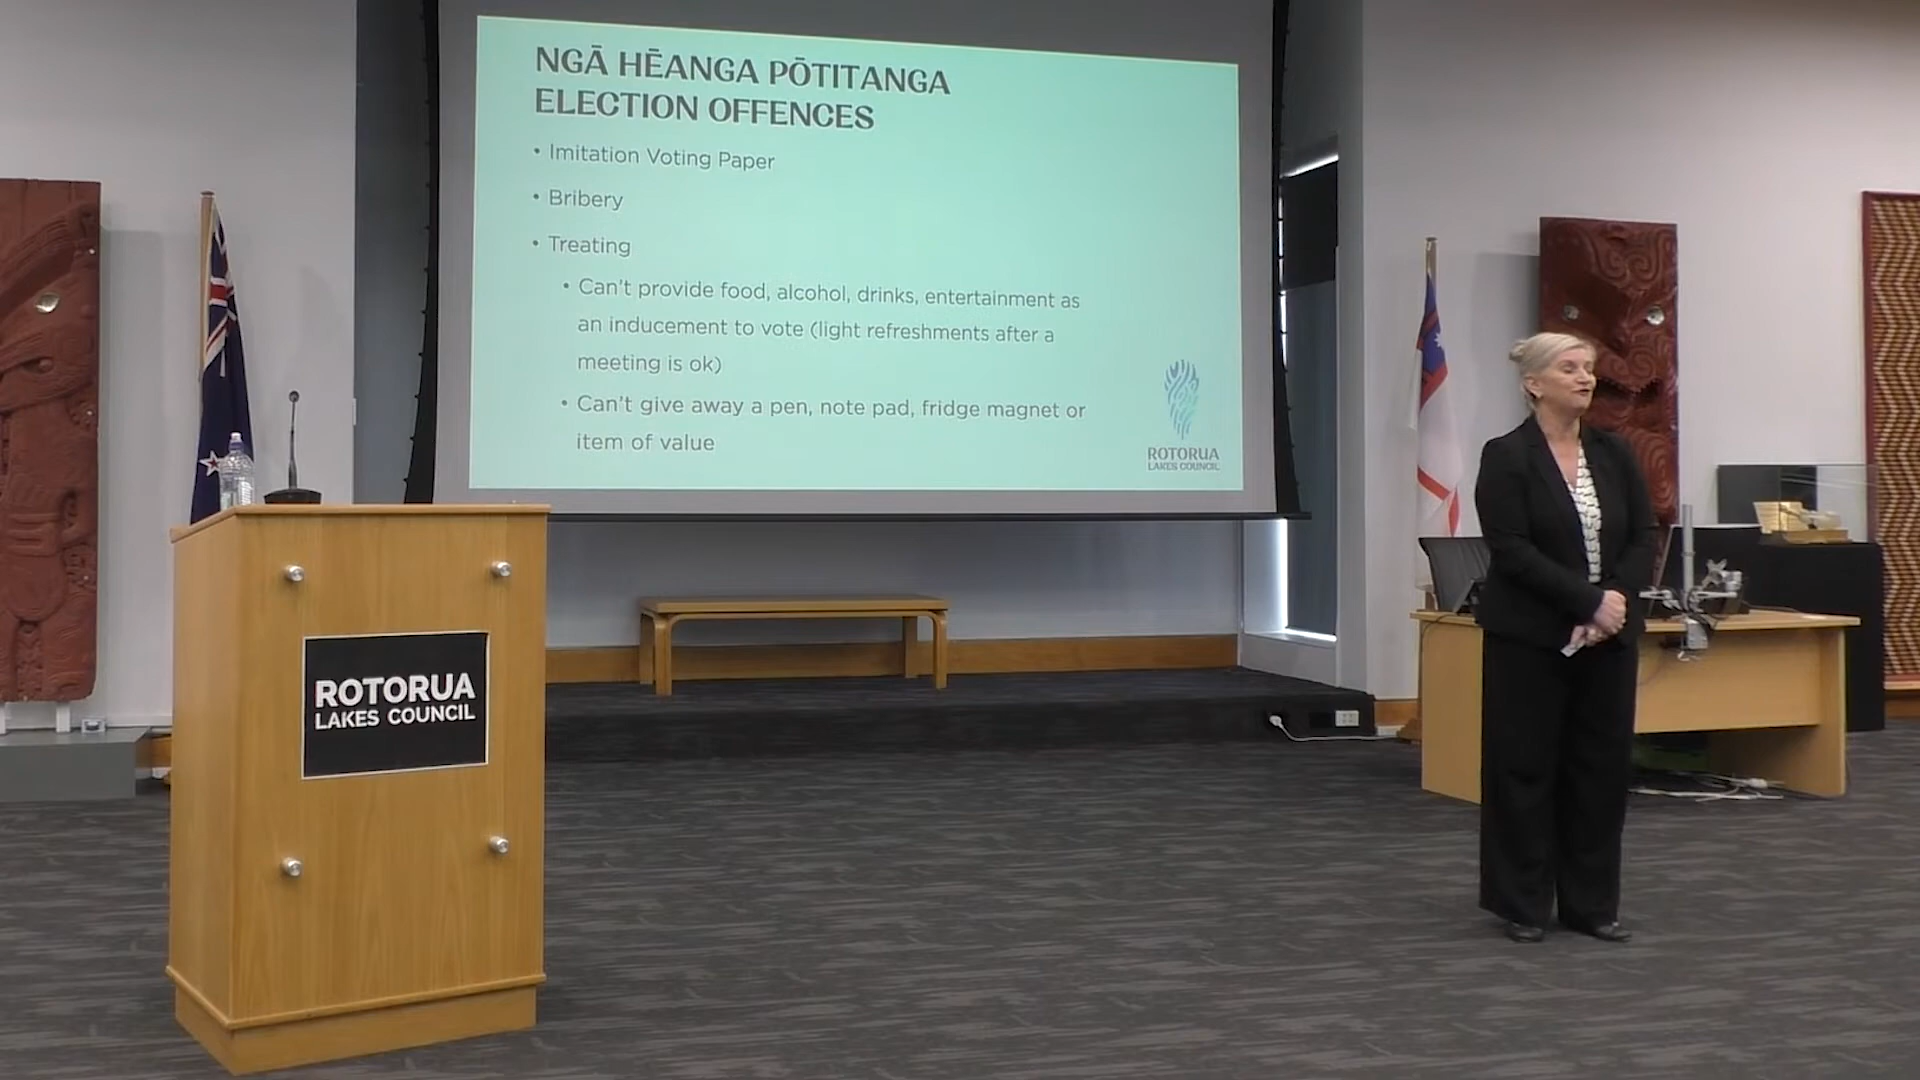 NGĀ HĒANGA PŌTITANGA
ELECTION OFFENCES
• Imitation Voting Paper
• Bribery
• Treating
• Can't provide food, alcohol, drinks, entertainment as
an inducement to vote (light refreshments after a
meeting is ok)
• Can't give away a pen, note pad, fridge magnet or
item of value
ROTORUA
LAKES COUNCIL
ROTORUA
LAKES COUNCIL